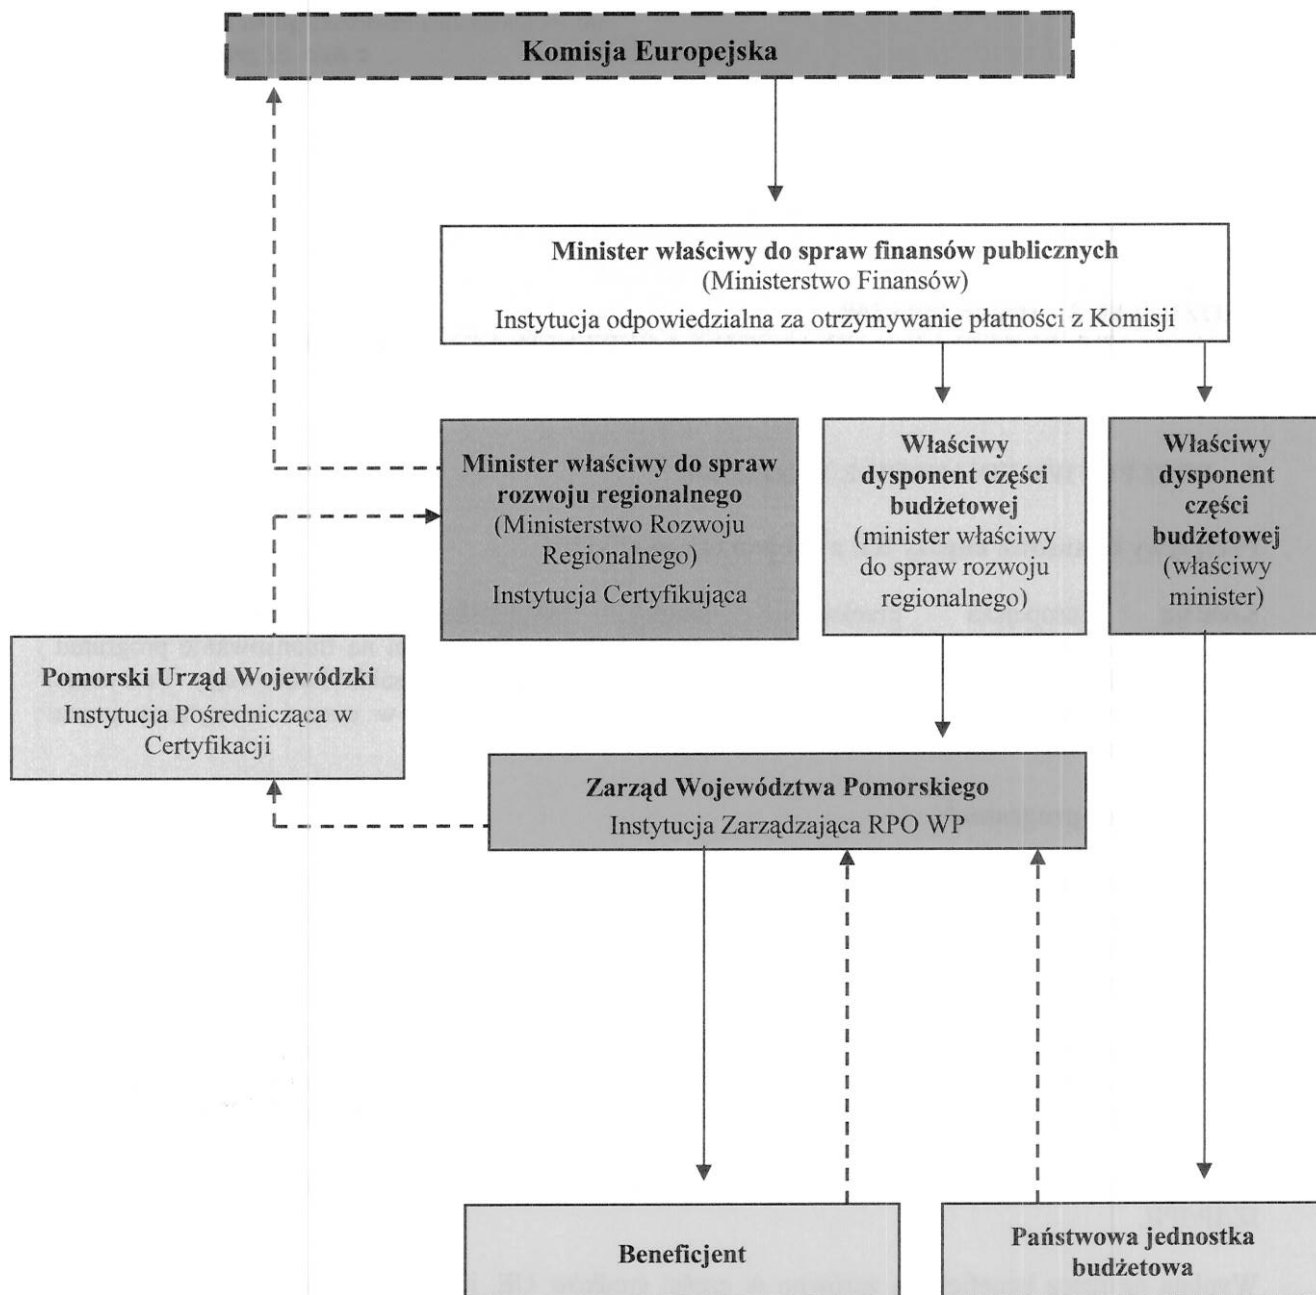 Komisja Europejska
Minister właściwy do spraw finansów publicznych
(Ministerstwo Finansów)
Instytucja odpowiedzialna za otrzymywanie płatności z Komisji
Minister właściwy do spraw
rozwoju regionalnego
(Ministerstwo Rozwoju
Regionalnego)
Instytucja Certyfikująca
Właściwy
dysponent części
budżetowej
(minister właściwy
do spraw rozwoju
regionalnego)
Właściwy
dysponent
części
budżetowej
(właściwy
minister)
Pomorski Urząd Wojewódzki
Instytucja Pośrednicząca w
Certyfikacji
Zarząd Województwa Pomorskiego
Instytucja Zarządzająca RPO WP
Beneficjent
Państwowa jednostka
budżetowa